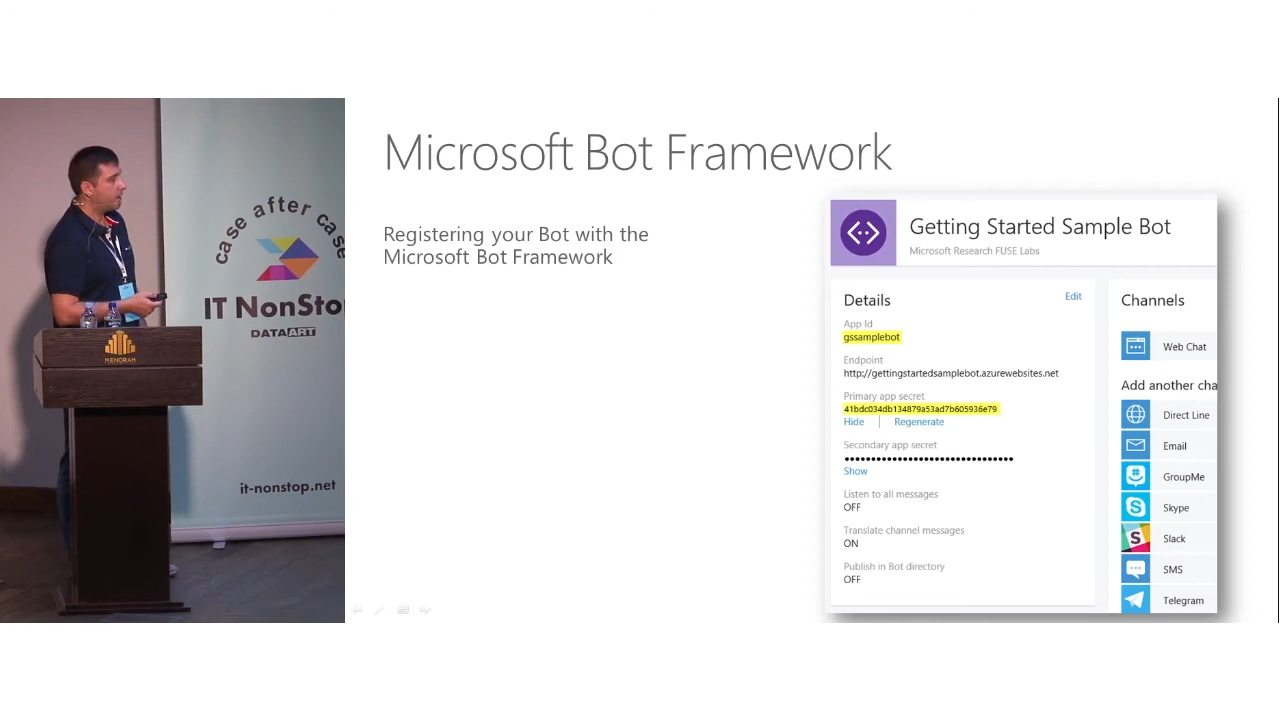 case after case
IT NonSto
DATAART
MENORAH
it-nonstop.net
Microsoft Bot Framework
Registering your Bot with the
Microsoft Bot Framework
Getting Started Sample Bot
Microsoft Research FUSE Labs
Details
Edit
App Id
gssamplebot
Endpoint
http://gettingstartedsamplebot.azurewebsites.net
Primary app secret
41bdc034db134879a53ad7b605936e79
Hide | Regenerate
Secondary app secret
••••••••••••••••••••••••••••••••
Show
Listen to all messages
OFF
Translate channel messages
ON
Publish in Bot directory
OFF
Channels
Web Chat
Add another cha
Direct Line
Email
GroupMe
Skype
Slack
SMS
Telegram